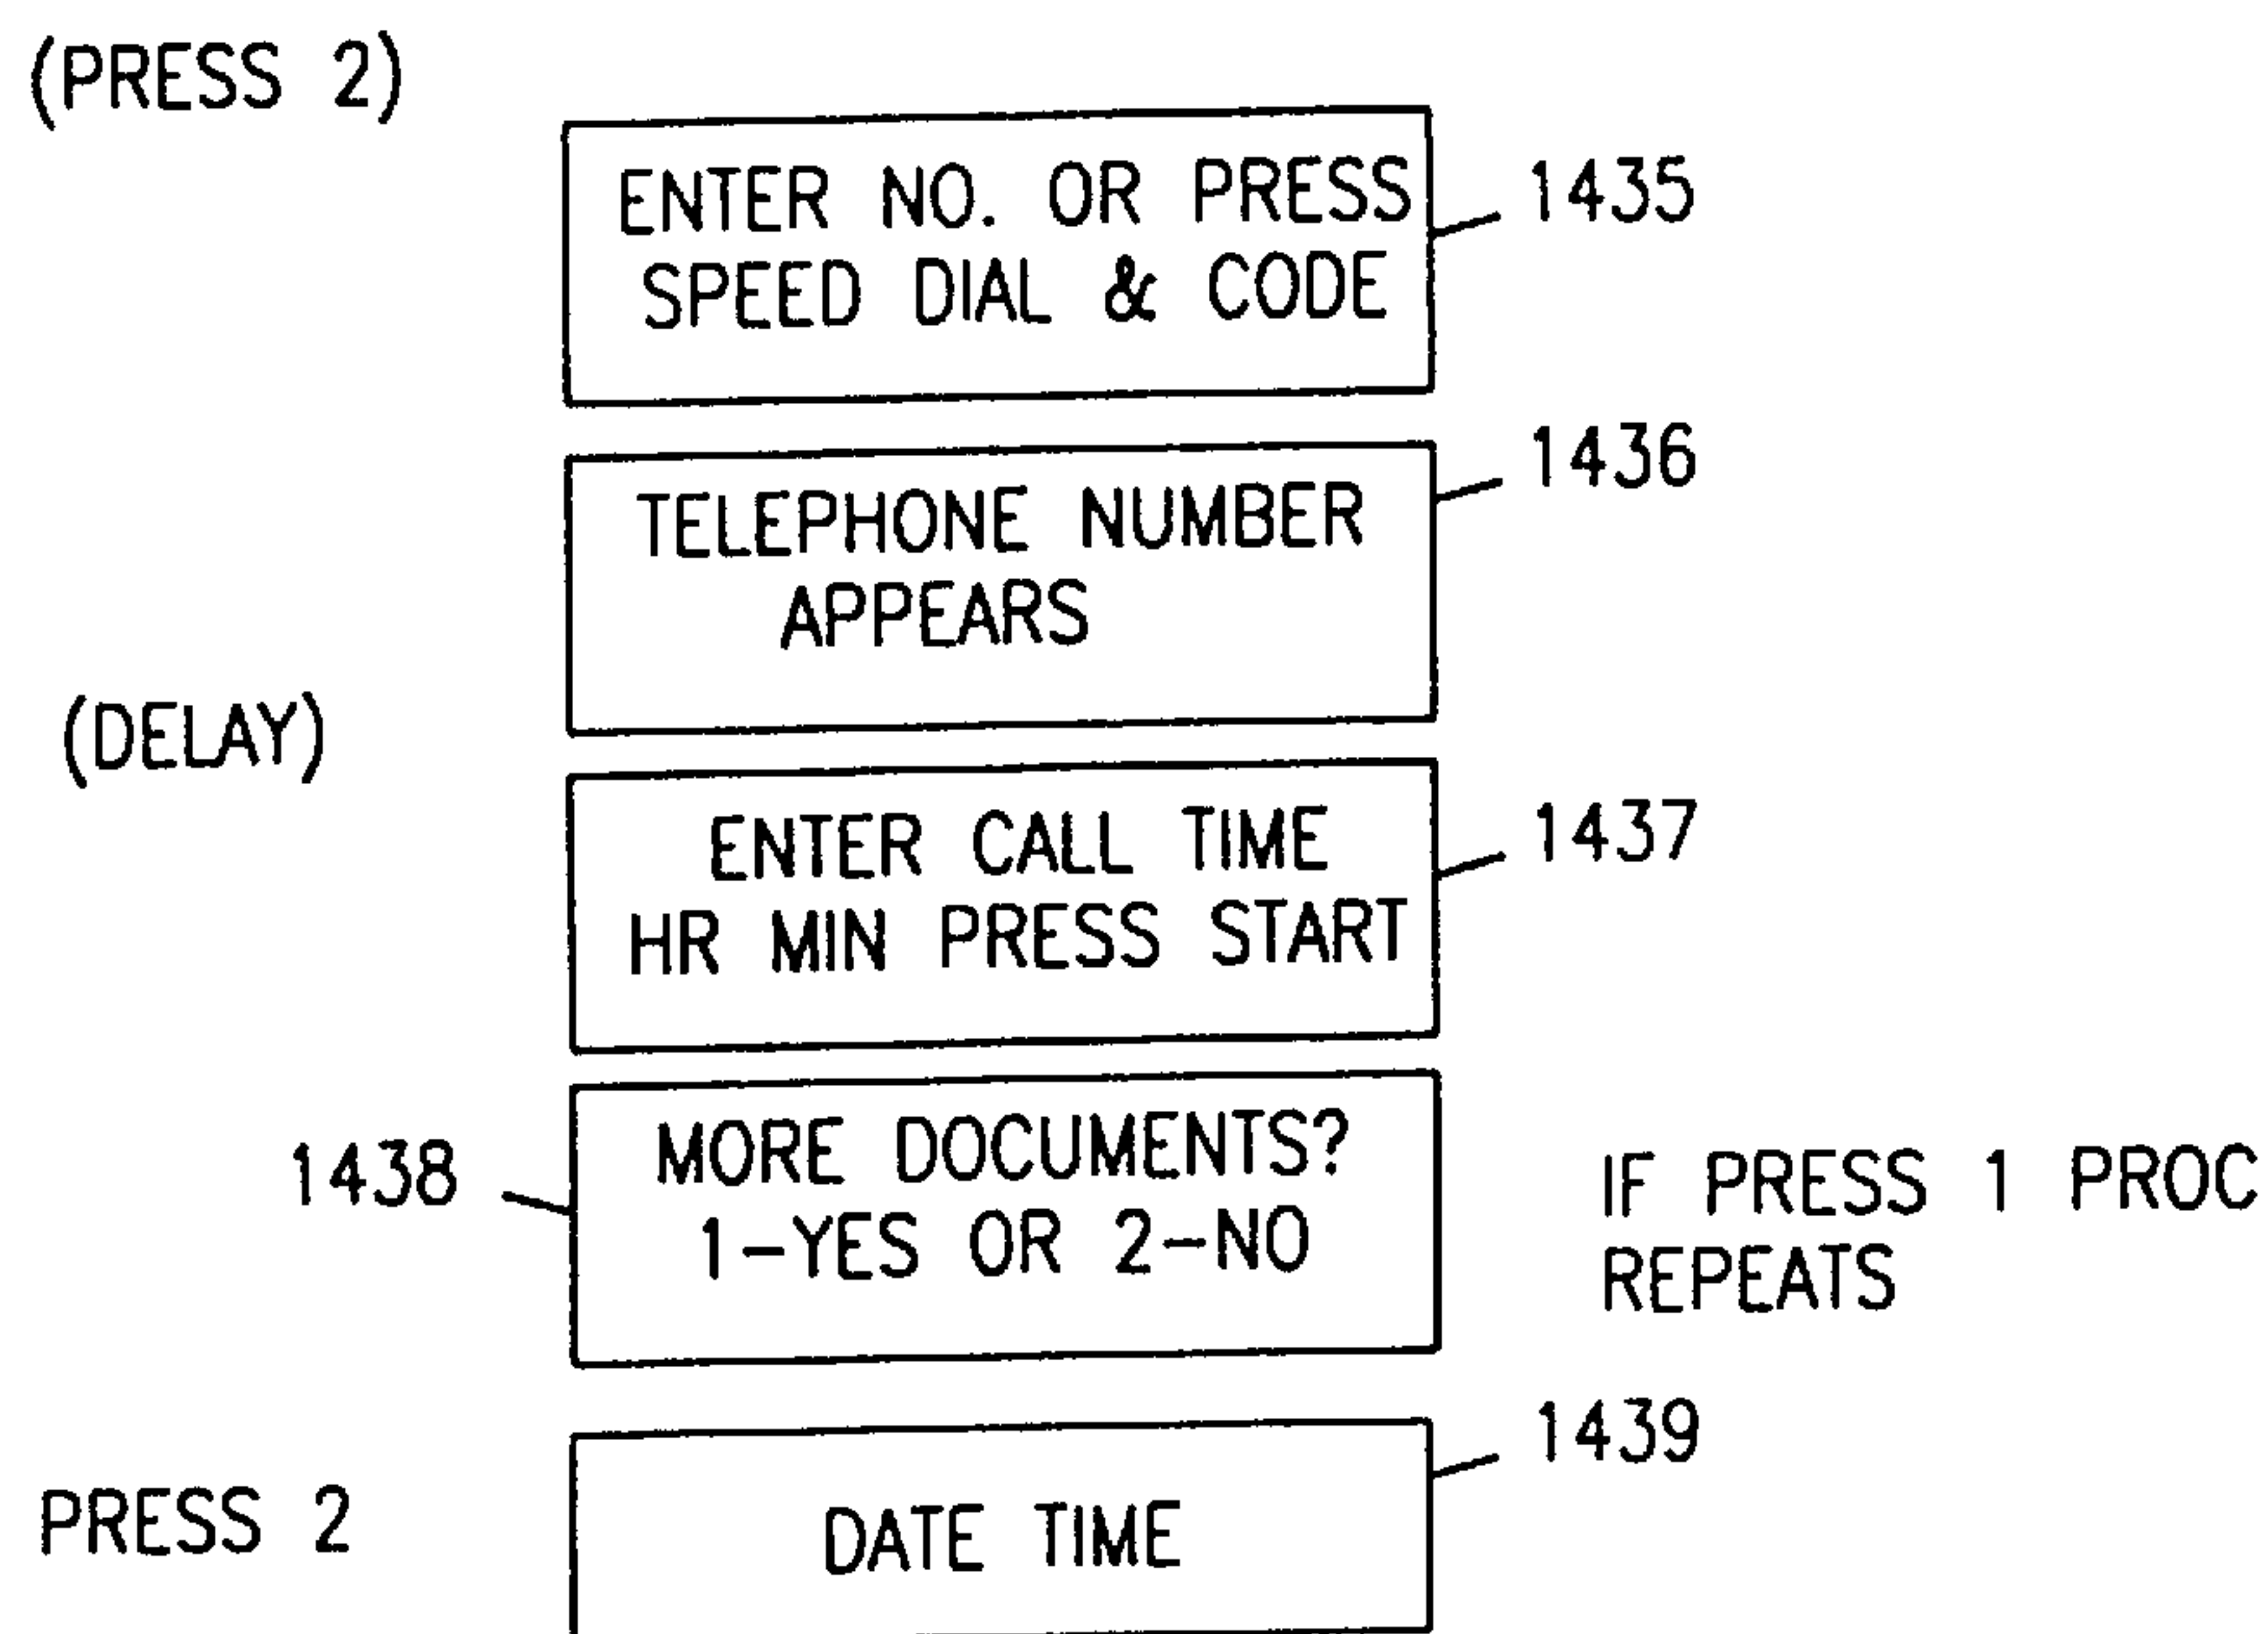 (PRESS 2)
ENTER NO. OR PRESS
SPEED DIAL & CODE
1435
TELEPHONE NUMBER
APPEARS
1436
(DELAY)
ENTER CALL TIME
HR MIN PRESS START
1437
1438
MORE DOCUMENTS?
1-YES OR 2-NO
IF PRESS 1 PROC
REPEATS
PRESS 2
DATE TIME
1439